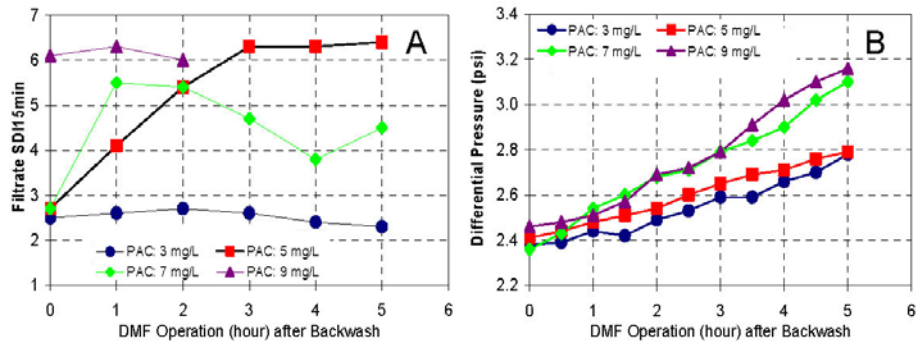 7
6
5
4
3
2
1
Filtrate SDI15min
A
PAC: 3 mg/L PAC: 5 mg/L
PAC: 7 mg/L PAC: 9 mg/L
0 1 2 3 4 5 6
DMF Operation (hour) after Backwash
3.4
3.2
3.0
2.8
2.6
2.4
2.2
Differential Pressure (psi)
PAC: 3 mg/L PAC: 5 mg/L
PAC: 7 mg/L PAC: 9 mg/L
B
0 1 2 3 4 5 6
DMF Operation (hour) after Backwash